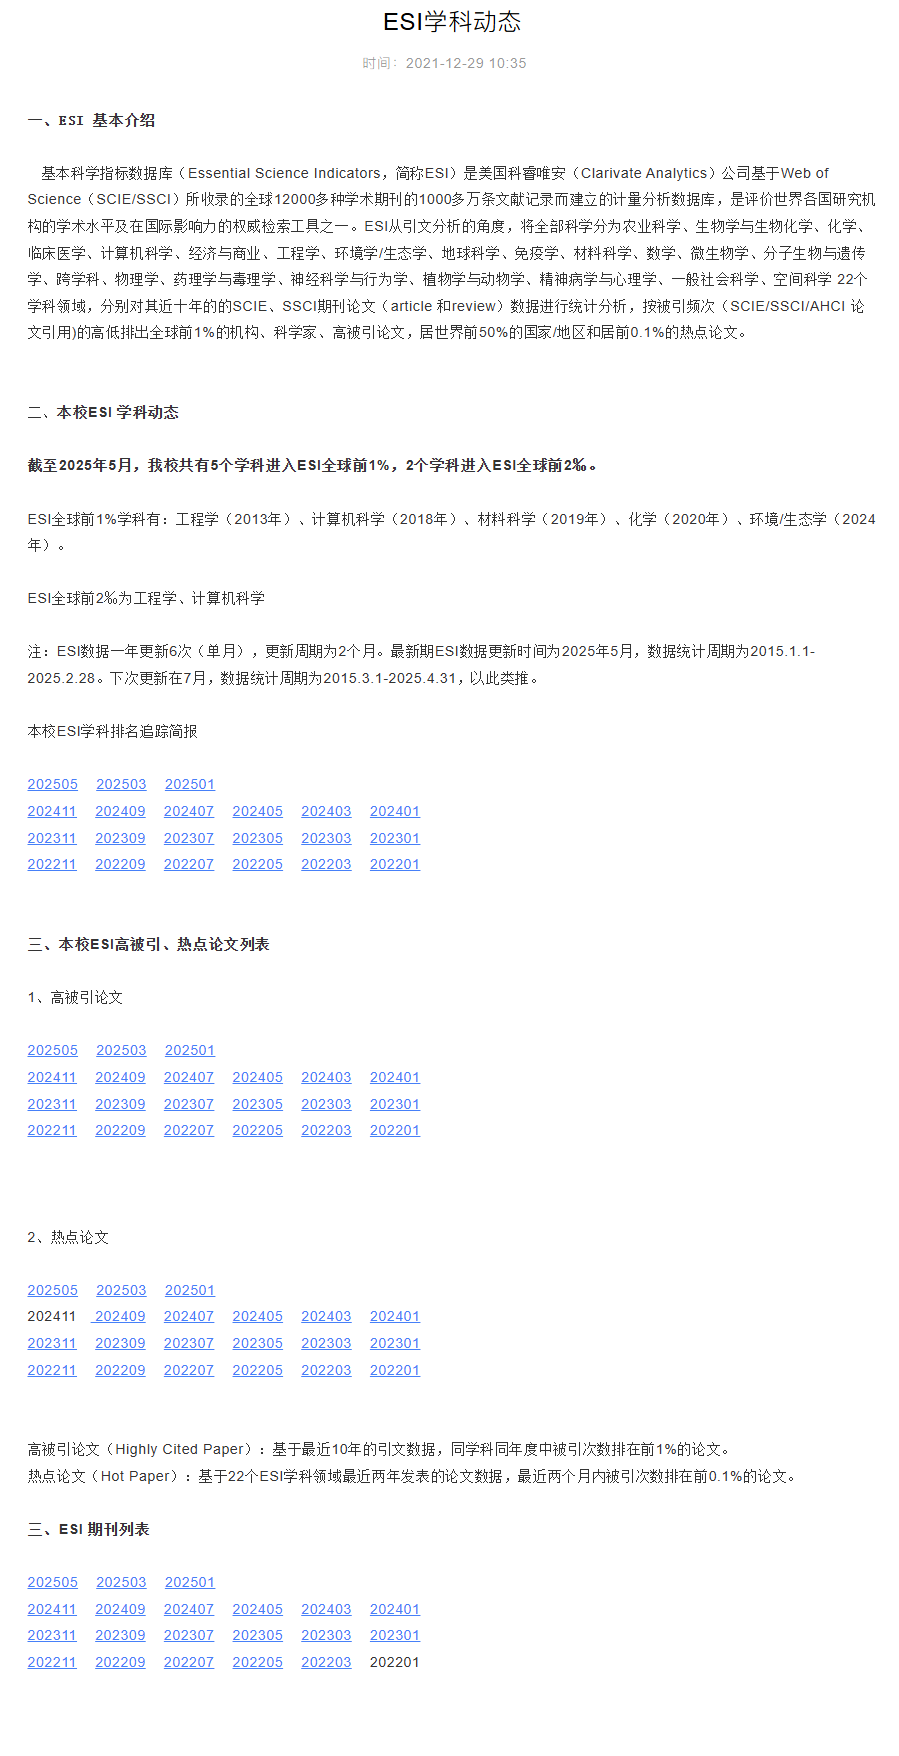 ESI学科动态
时间：2021-12-29 10:35
一、ESI 基本介绍
基本科学指标数据库（Essential Science Indicators，简称ESI）是美国科睿唯安（Clarivate Analytics）公司基于Web of
Science（SCIE/SSCI）所收录的全球12000多种学术期刊的1000多万条文献记录而建立的计量分析数据库，是评价世界各国研究机
构的学术水平及在国际影响力的权威检索工具之一。ESI从引文分析的角度，将全部科学分为农业科学、生物学与生物化学、化学、
临床医学、计算机科学、经济与商业、工程学、环境学/生态学、地球科学、免疫学、材料科学、数学、微生物学、分子生物与遗传
学、跨学科、物理学、药理学与毒理学、神经科学与行为学、植物学与动物学、精神病学与心理学、一般社会科学、空间科学 22个
学科领域，分别对其近十年的的SCIE、SSCI期刊论文（article 和review）数据进行统计分析，按被引频次（SCIE/SSCI/AHCI 论
文引用)的高低排出全球前1%的机构、科学家、高被引论文，居世界前50%的国家/地区和居前0.1%的热点论文。
二、本校ESI 学科动态
截至2025年5月，我校共有5个学科进入ESI全球前1%，2个学科进入ESI全球前2‰。
ESI全球前1%学科有：工程学（2013年）、计算机科学（2018年）、材料科学（2019年）、化学（2020年）、环境/生态学（2024
年）。
ESI全球前2‰为工程学、计算机科学
注：ESI数据一年更新6次（单月），更新周期为2个月。最新期ESI数据更新时间为2025年5月，数据统计周期为2015.1.1-
2025.2.28。下次更新在7月，数据统计周期为2015.3.1-2025.4.31，以此类推。
本校ESI学科排名追踪简报
202505 202503 202501
202411 202409 202407 202405 202403 202401
202311 202309 202307 202305 202303 202301
202211 202209 202207 202205 202203 202201
三、本校ESI高被引、热点论文列表
1、高被引论文
202505 202503 202501
202411 202409 202407 202405 202403 202401
202311 202309 202307 202305 202303 202301
202211 202209 202207 202205 202203 202201
2、热点论文
202505 202503 202501
202411 202409 202407 202405 202403 202401
202311 202309 202307 202305 202303 202301
202211 202209 202207 202205 202203 202201
高被引论文（Highly Cited Paper）：基于最近10年的引文数据，同学科同年度中被引次数排在前1%的论文。
热点论文（Hot Paper）：基于22个ESI学科领域最近两年发表的论文数据，最近两个月内被引次数排在前0.1%的论文。
三、ESI 期刊列表
202505 202503 202501
202411 202409 202407 202405 202403 202401
202311 202309 202307 202305 202303 202301
202211 202209 202207 202205 202203 202201